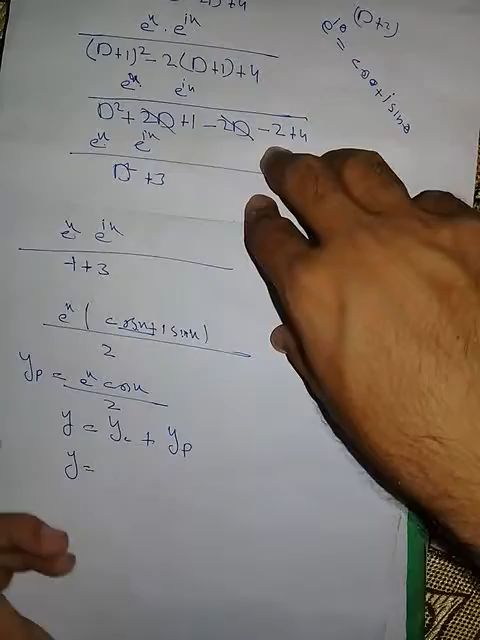 e^x . e^ix
(D+1)^2 - 2(D+1)+4
e^x e^ix
D^2 + 2D + 1 - 2D - 2 + 4
e^x e^ix
D^2 + 3
e^x e^ix
-1+3
e^x ( cosx + i sinx)
2
y_p = e^x cosx
2
y = y_c + y_p
y =
(D+2)
e^iθ
=
cosθ + i sinθ